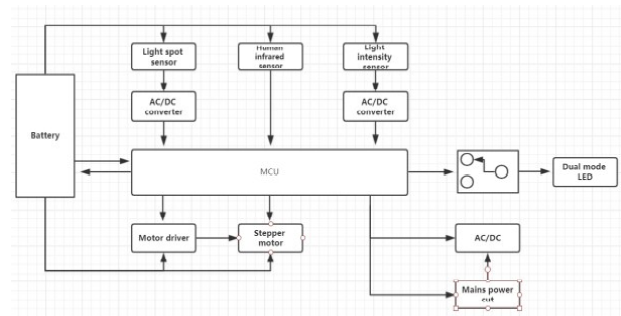 Light spot
sensor
Human
infrared
sensor
Light
intensity
sensor
AC/DC
converter
AC/DC
converter
Battery
MCU
Dual mode
LED
Motor driver
Stepper
motor
AC/DC
Mains power
cut